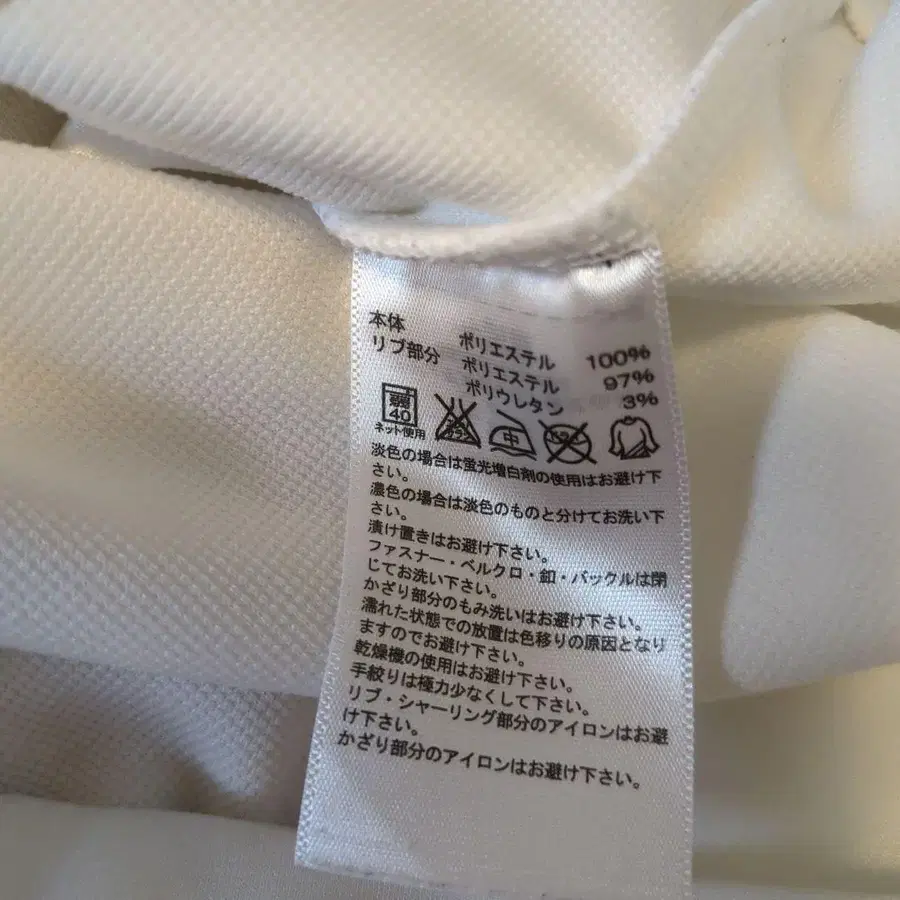 本体 ポリエステル 100%
リブ部分 ポリエステル 97%
ポリウレタン 3%
40
ネット使用
エンソ サラシ
中
ドライ
淡色の場合は蛍光増白剤の使用はお避け下
さい。
濃色の場合は淡色のものと分けてお洗い下
さい。
漬け置きはお避け下さい。
ファスナー・ベルクロ・釦・バックルは閉
じてお洗い下さい。
かざり部分のもみ洗いはお避け下さい。
濡れた状態での放置は色移りの原因となり
ますのでお避け下さい。
乾燥機の使用はお避け下さい。
手絞りは極力少なくして下さい。
リブ・シャーリング部分のアイロンはお避
け下さい。
かざり部分のアイロンはお避け下さい。